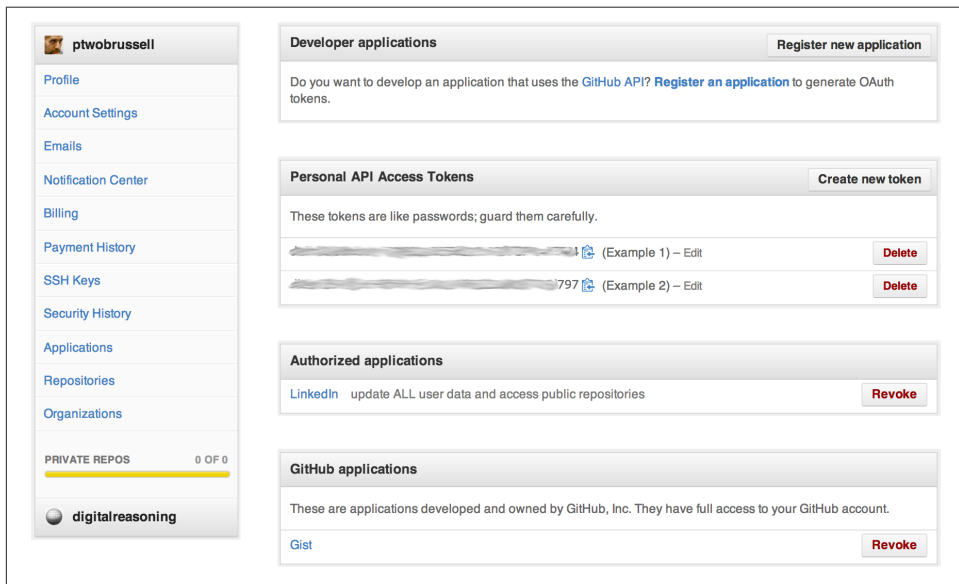 ptwobrussell
Profile
Account Settings
Emails
Notification Center
Billing
Payment History
SSH Keys
Security History
Applications
Repositories
Organizations
PRIVATE REPOS 0 OF 0
digitalreasoning
Developer applications
Register new application
Do you want to develop an application that uses the GitHub API? Register an application to generate OAuth
tokens.
Personal API Access Tokens
Create new token
These tokens are like passwords; guard them carefully.
(Example 1) – Edit Delete
797 (Example 2) – Edit Delete
Authorized applications
LinkedIn update ALL user data and access public repositories Revoke
GitHub applications
These are applications developed and owned by GitHub, Inc. They have full access to your GitHub account.
Gist Revoke